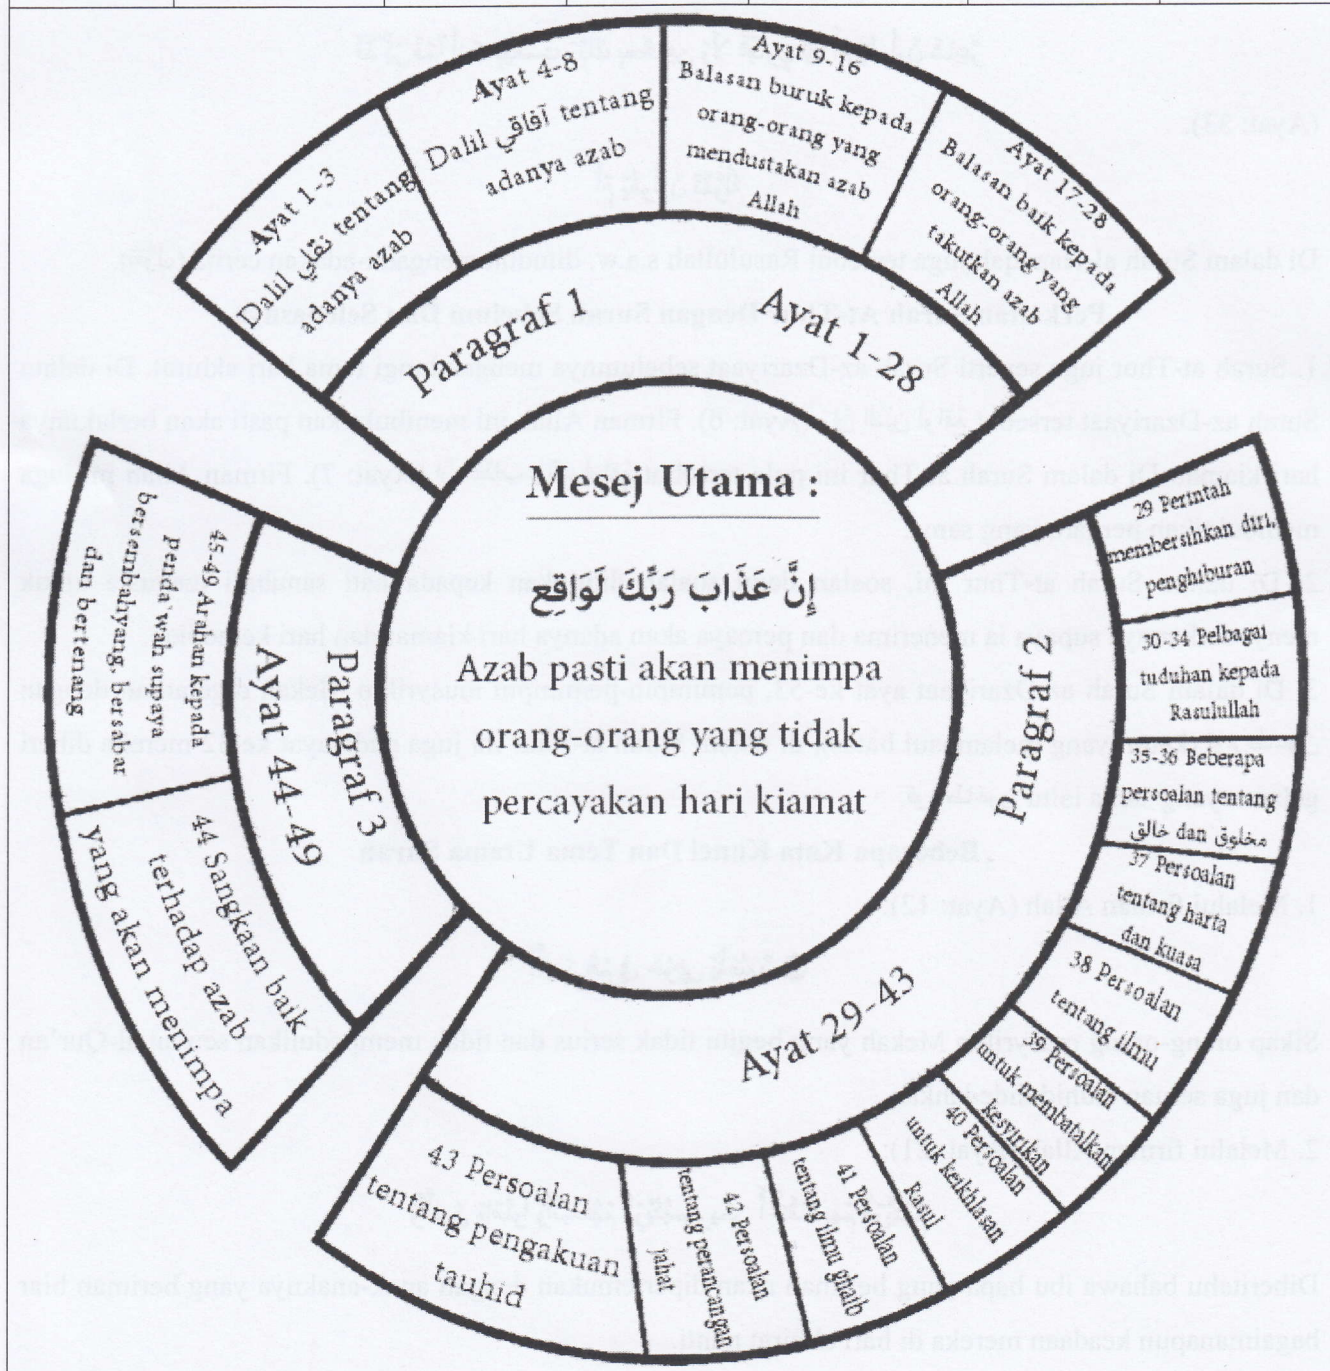 Mesej Utama :
إِنَّ عَذَابَ رَبِّكَ لَوَاقِع
Azab pasti akan menimpa
orang-orang yang tidak
percayakan hari kiamat
Paragraf 1
Ayat 1-28
Ayat 1-3
Dalil نقلي tentang
adanya azab
Ayat 4-8
Dalil آفاقي tentang
adanya azab
Ayat 9-16
Balasan buruk kepada
orang-orang yang
mendustakan azab
Allah
Ayat 17-28
Balasan baik kepada
orang-orang yang
takutkan azab
Allah
Paragraf 2
Ayat 29-43
29 Perintah
membersihkan diri,
penghiburan
30-34 Pelbagai
tuduhan kepada
Rasulullah
35-36 Beberapa
persoalan tentang
مخلوق dan خالق
37 Persoalan
tentang harta
dan kuasa
38 Persoalan
tentang ilmu
39 Persoalan
untuk membatalkan
kesyirikan
40 Persoalan
untuk keikhlasan
Rasul
41 Persoalan
tentang ilmu ghaib
42 Persoalan
tentang perancangan
jahat
43 Persoalan
tentang pengakuan
tauhid
Paragraf 3
Ayat 44-49
44 Sangkaan baik
terhadap azab
yang akan menimpa
45-49 Arahan kepada
penda'wah supaya
bersembahyang, bersabar
dan bertenang